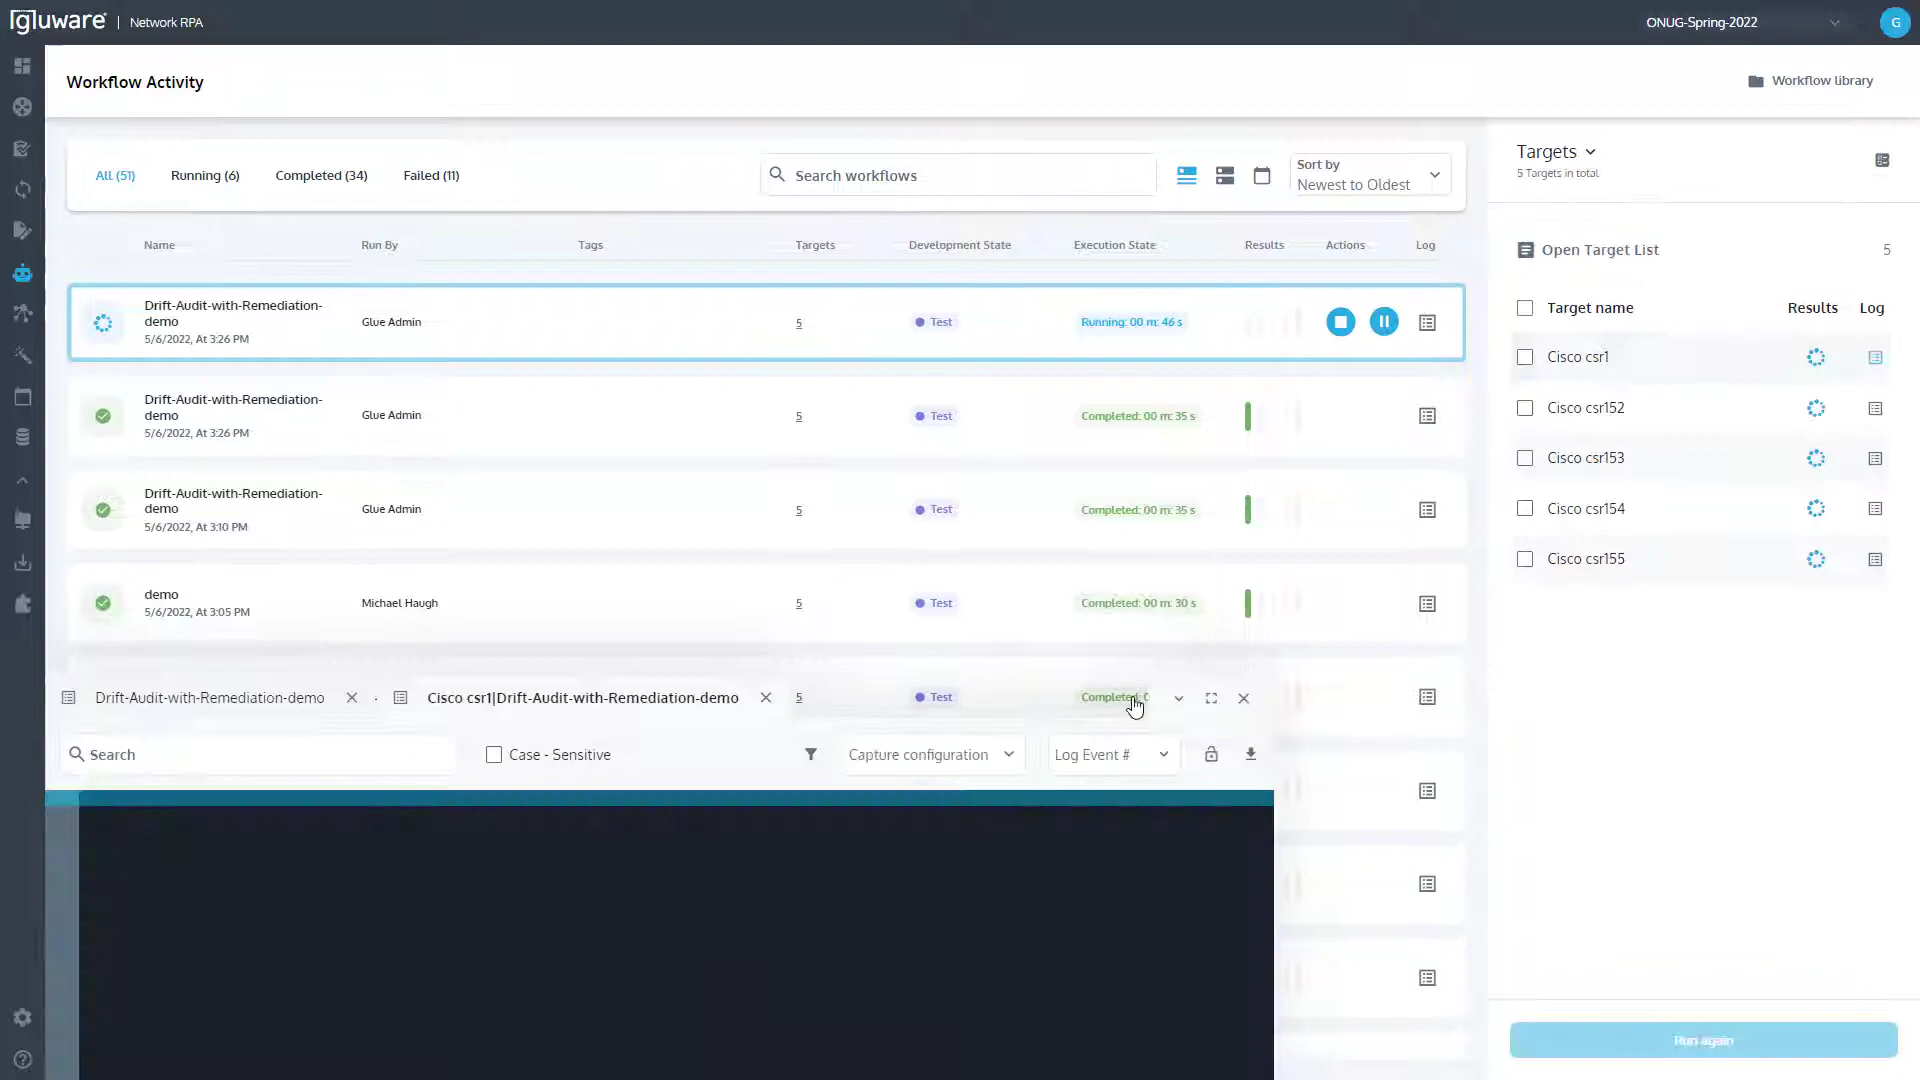 gluware | Network RPA
ONUG-Spring-2022
G
Workflow Activity
Workflow library
All (51)
Running (6)
Completed (34)
Failed (11)
Search workflows
Sort by
Newest to Oldest
Targets
5 Targets in total
Name
Run By
Tags
Targets
Development State
Execution State
Results
Actions
Log
Drift-Audit-with-Remediation-
demo
5/6/2022, At 3:26 PM
Glue Admin
5
Test
Running: 00 m: 46 s
Drift-Audit-with-Remediation-
demo
5/6/2022, At 3:26 PM
Glue Admin
5
Test
Completed: 00 m: 35 s
Drift-Audit-with-Remediation-
demo
5/6/2022, At 3:10 PM
Glue Admin
5
Test
Completed: 00 m: 35 s
demo
5/6/2022, At 3:05 PM
Michael Haugh
5
Test
Completed: 00 m: 30 s
Drift-Audit-with-Remediation-demo
Cisco csr1|Drift-Audit-with-Remediation-demo
5
Test
Completed: 0
Search
Case - Sensitive
Capture configuration
Log Event #
Open Target List
5
Target name
Results
Log
Cisco csr1
Cisco csr152
Cisco csr153
Cisco csr154
Cisco csr155
Run again